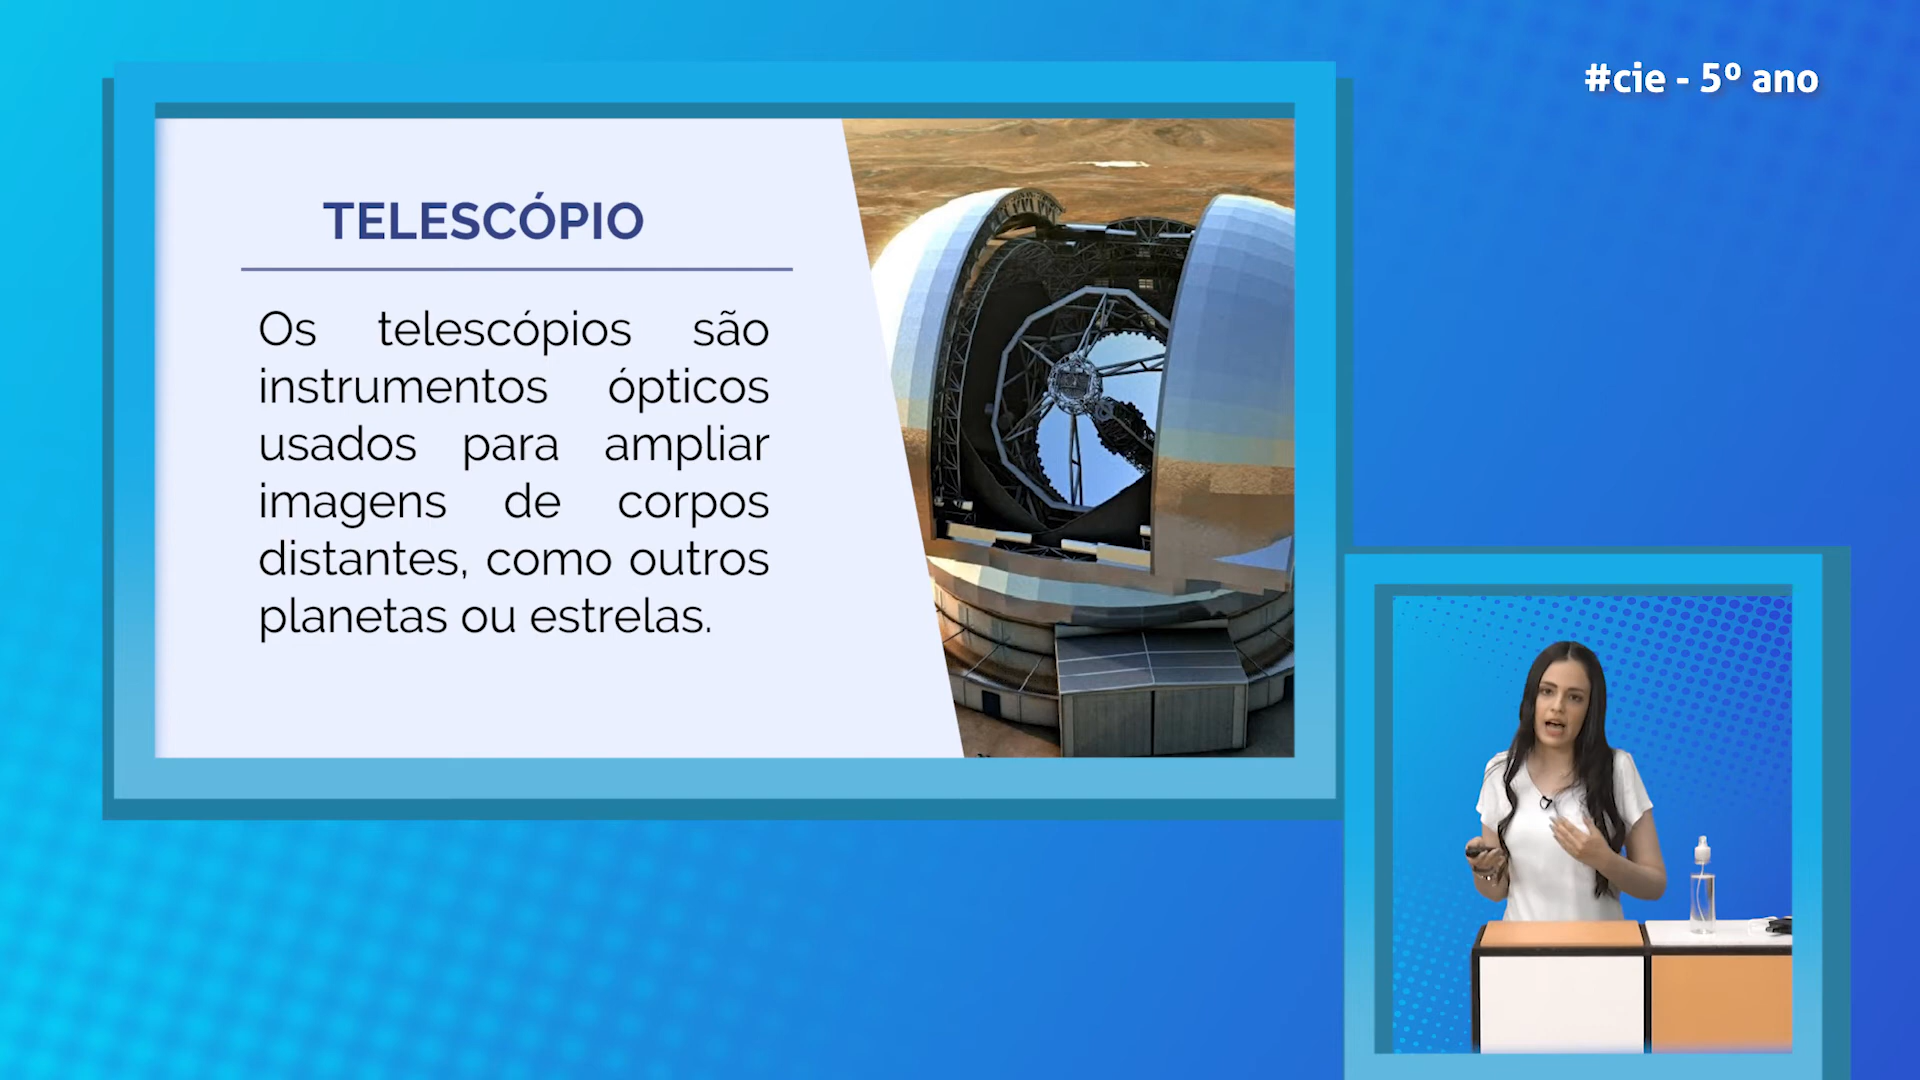 #cie - 5º ano
TELESCÓPIO
Os telescópios são
instrumentos ópticos
usados para ampliar
imagens de corpos
distantes, como outros
planetas ou estrelas.